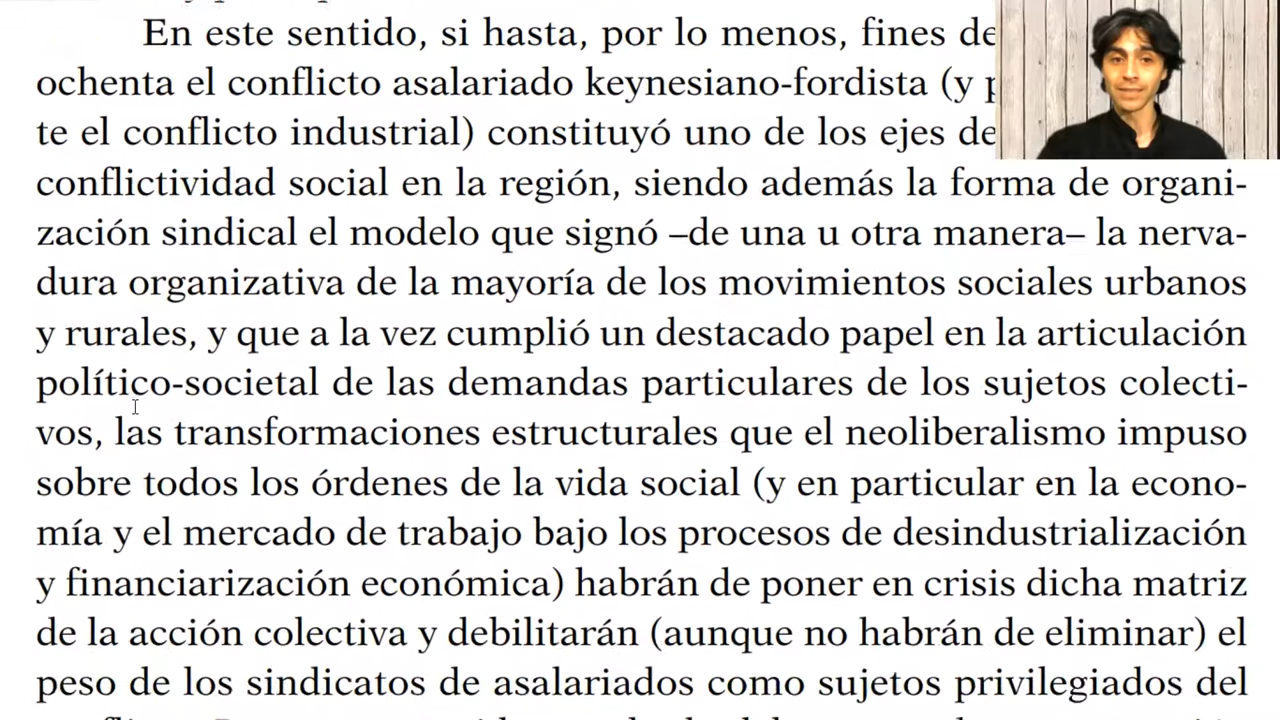 En este sentido, si hasta, por lo menos, fines de
ochenta el conflicto asalariado keynesiano-fordista (y
te el conflicto industrial) constituyó uno de los ejes
conflictividad social en la región, siendo además la forma de organi-
zación sindical el modelo que signó –de una u otra manera– la nerva-
dura organizativa de la mayoría de los movimientos sociales urbanos
y rurales, y que a la vez cumplió un destacado papel en la articulación
político-societal de las demandas particulares de los sujetos colecti-
vos, las transformaciones estructurales que el neoliberalismo impuso
sobre todos los órdenes de la vida social (y en particular en la econo-
mía y el mercado de trabajo bajo los procesos de desindustrialización
y financiarización económica) habrán de poner en crisis dicha matriz
de la acción colectiva y debilitarán (aunque no habrán de eliminar) el
peso de los sindicatos de asalariados como sujetos privilegiados del